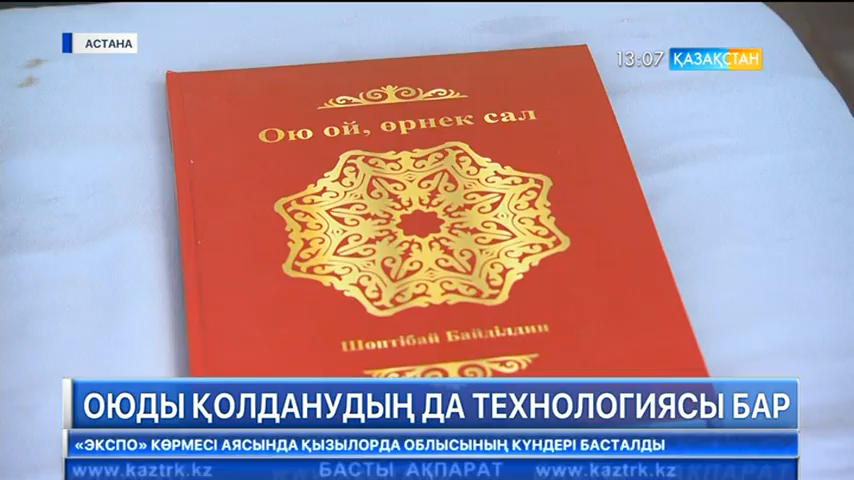 АСТАНА
13:07 ҚАЗАҚСТАН
Ою ой, өрнек сал
Шөптібай Байділдин
ОЮДЫ ҚОЛДАНУДЫҢ ДА ТЕХНОЛОГИЯСЫ БАР
«ЭКСПО» КӨРМЕСІ АЯСЫНДА ҚЫЗЫЛОРДА ОБЛЫСЫНЫҢ КҮНДЕРІ БАСТАЛДЫ
www.kaztrk.kz БАСТЫ АҚПАРАТ www.kaztrk.kz